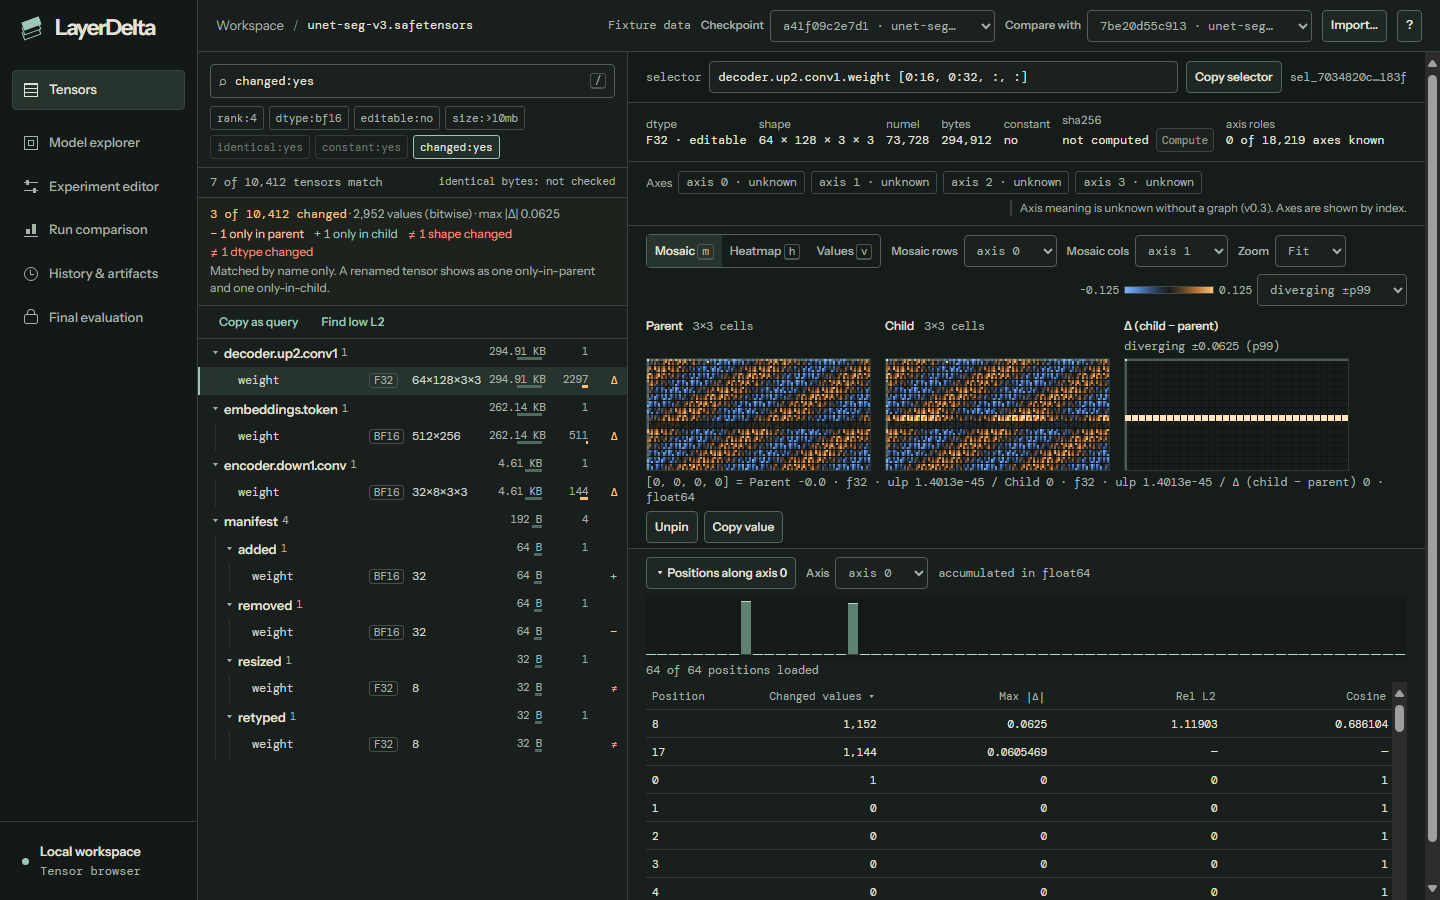 LayerDelta
Workspace / unet-seg-v3.safetensors
Fixture data Checkpoint a41f09c2e7d1 · unet-seg… Compare with 7be20d55c913 · unet-seg… Import... ?
Tensors
Model explorer
Experiment editor
Run comparison
History & artifacts
Final evaluation
Local workspace
Tensor browser
changed:yes /
rank:4 dtype:bf16 editable:no size:>10mb
identical:yes constant:yes changed:yes
7 of 10,412 tensors match identical bytes: not checked
3 of 10,412 changed · 2,952 values (bitwise) · max |Δ| 0.0625
− 1 only in parent + 1 only in child ≠ 1 shape changed
≠ 1 dtype changed
Matched by name only. A renamed tensor shows as one only-in-parent
and one only-in-child.
Copy as query Find low L2
decoder.up2.conv1 1 294.91 KB 1
weight F32 64×128×3×3 294.91 KB 2297 Δ
embeddings.token 1 262.14 KB 1
weight BF16 512×256 262.14 KB 511 Δ
encoder.down1.conv 1 4.61 KB 1
weight BF16 32×8×3×3 4.61 KB 144 Δ
manifest 4 192 B 4
added 1 64 B 1
weight BF16 32 64 B +
removed 1 64 B 1
weight BF16 32 64 B −
resized 1 32 B 1
weight F32 8 32 B ≠
retyped 1 32 B 1
weight F32 8 32 B ≠
selector decoder.up2.conv1.weight [0:16, 0:32, :, :] Copy selector sel_7034820c…183f
dtype shape numel bytes constant sha256 axis roles
F32 · editable 64 × 128 × 3 × 3 73,728 294,912 no not computed Compute 0 of 18,219 axes known
Axes axis 0 · unknown axis 1 · unknown axis 2 · unknown axis 3 · unknown
Axis meaning is unknown without a graph (v0.3). Axes are shown by index.
Mosaic m Heatmap h Values v Mosaic rows axis 0 Mosaic cols axis 1 Zoom Fit
-0.125 0.125 diverging ±p99
Parent 3×3 cells Child 3×3 cells Δ (child − parent)
diverging ±0.0625 (p99)
[0, 0, 0, 0] = Parent -0.0 · f32 · ulp 1.4013e-45 / Child 0 · f32 · ulp 1.4013e-45 / Δ (child − parent) 0 ·
float64
Unpin Copy value
Positions along axis 0 Axis axis 0 accumulated in float64
64 of 64 positions loaded
Position Changed values Max |Δ| Rel L2 Cosine
8 1,152 0.0625 1.11903 0.686104
17 1,144 0.0605469 — —
0 1 0 0 1
1 0 0 0 1
2 0 0 0 1
3 0 0 0 1
4 0 0 0 1